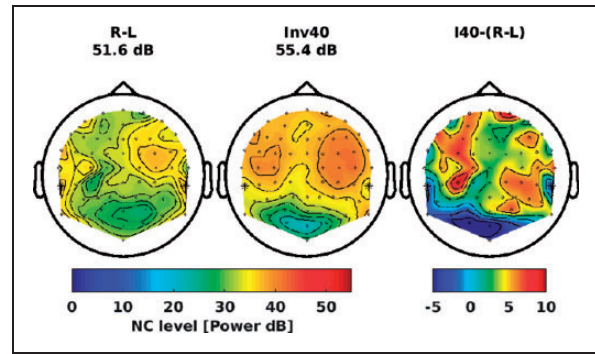 R-L
51.6 dB
Inv40
55.4 dB
I40-(R-L)
0 10 20 30 40 50
NC level [Power dB]
-5 0 5 10